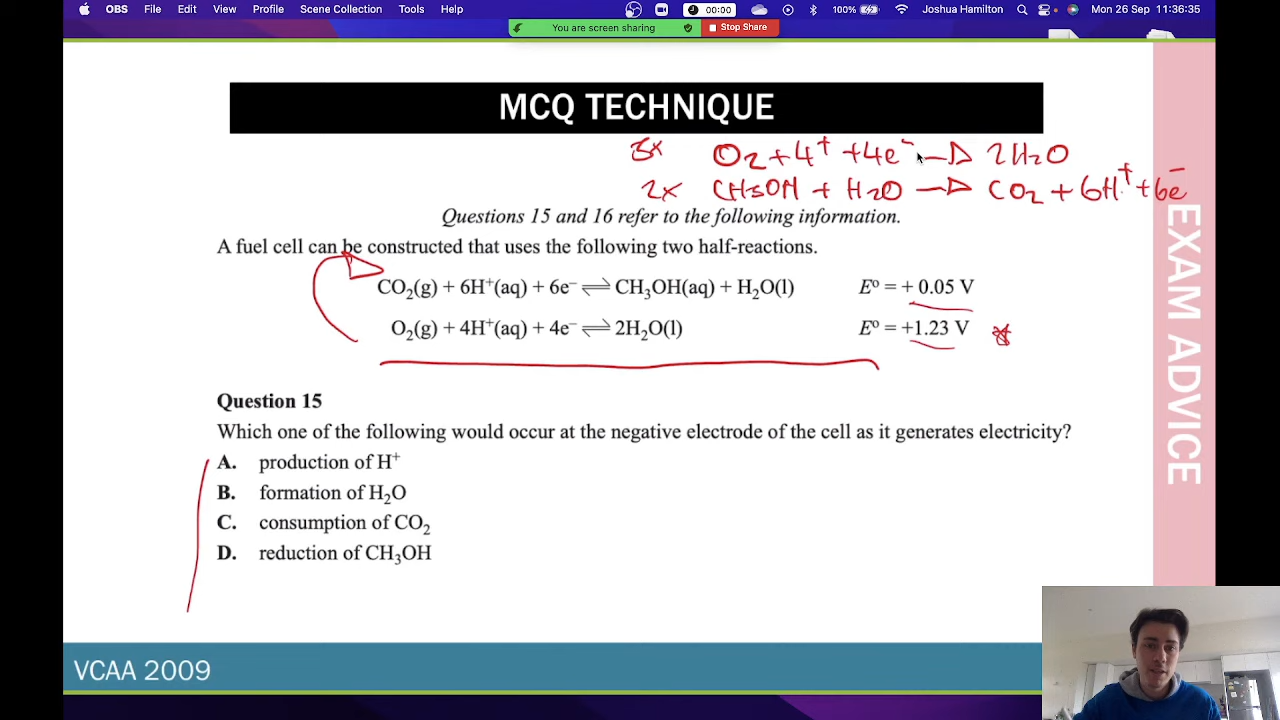 OBS File Edit View Profile Scene Collection Tools Help 00:00 100% Joshua Hamilton Mon 26 Sep 11:36:35
You are screen sharing Stop Share
MCQ TECHNIQUE
3x O₂ + 4⁺ + 4e⁻ → 2H₂O
2x CH₃OH + H₂O → CO₂ + 6H⁺ + 6e⁻
Questions 15 and 16 refer to the following information.
A fuel cell can be constructed that uses the following two half-reactions.
CO₂(g) + 6H⁺(aq) + 6e⁻ ⇌ CH₃OH(aq) + H₂O(l) E° = + 0.05 V
O₂(g) + 4H⁺(aq) + 4e⁻ ⇌ 2H₂O(l) E° = +1.23 V
Question 15
Which one of the following would occur at the negative electrode of the cell as it generates electricity?
A. production of H⁺
B. formation of H₂O
C. consumption of CO₂
D. reduction of CH₃OH
EXAM ADVICE
VCAA 2009